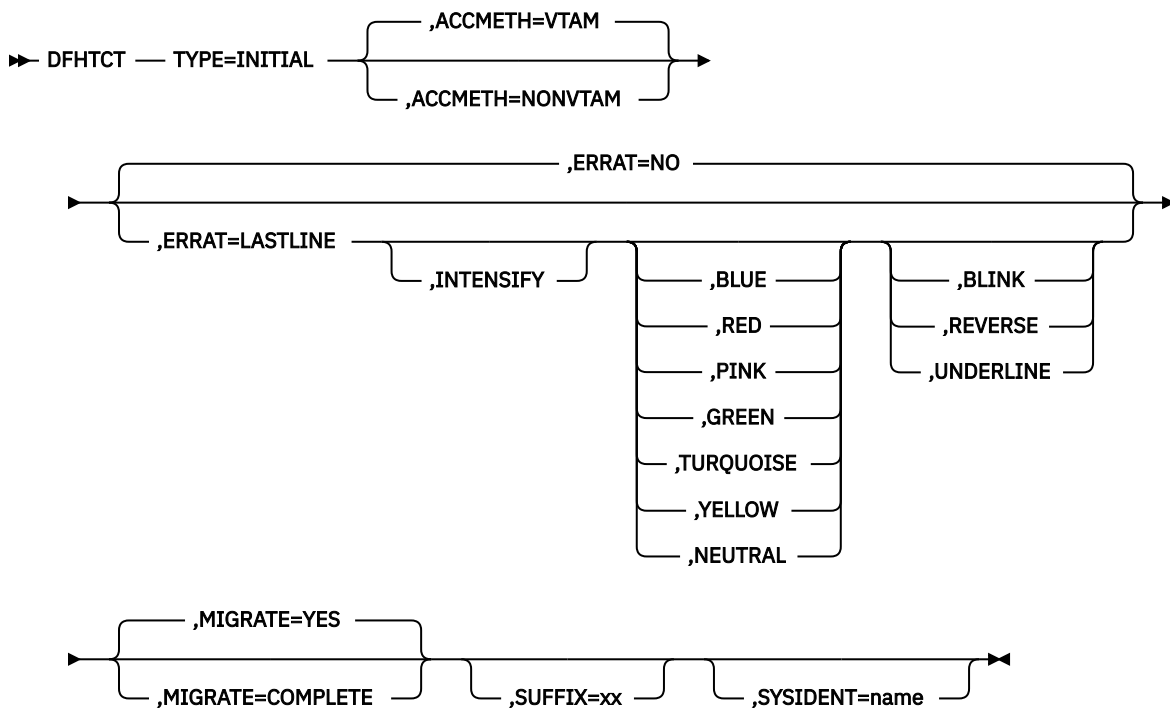 ,ACCMETH=VTAM
DFHTCT TYPE=INITIAL
,ACCMETH=NONVTAM
,ERRAT=NO
,ERRAT=LASTLINE
,INTENSIFY ,BLUE ,BLINK
,RED ,REVERSE
,PINK ,UNDERLINE
,GREEN
,TURQUOISE
,YELLOW
,NEUTRAL
,MIGRATE=YES
,MIGRATE=COMPLETE ,SUFFIX=xx ,SYSIDENT=name